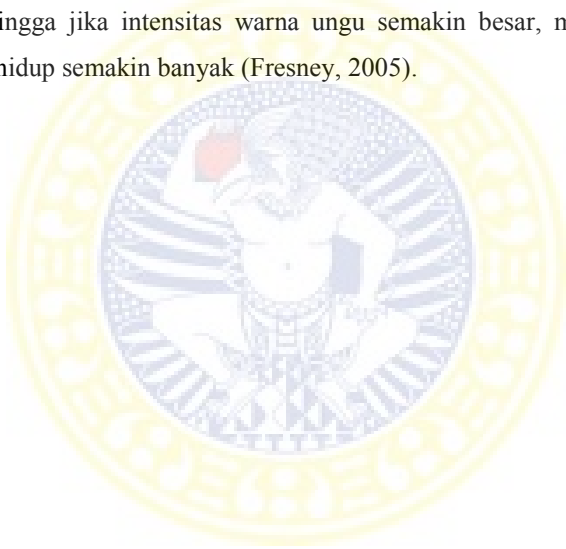 ingga jika intensitas warna ungu semakin besar, m
hidup semakin banyak (Fresney, 2005).